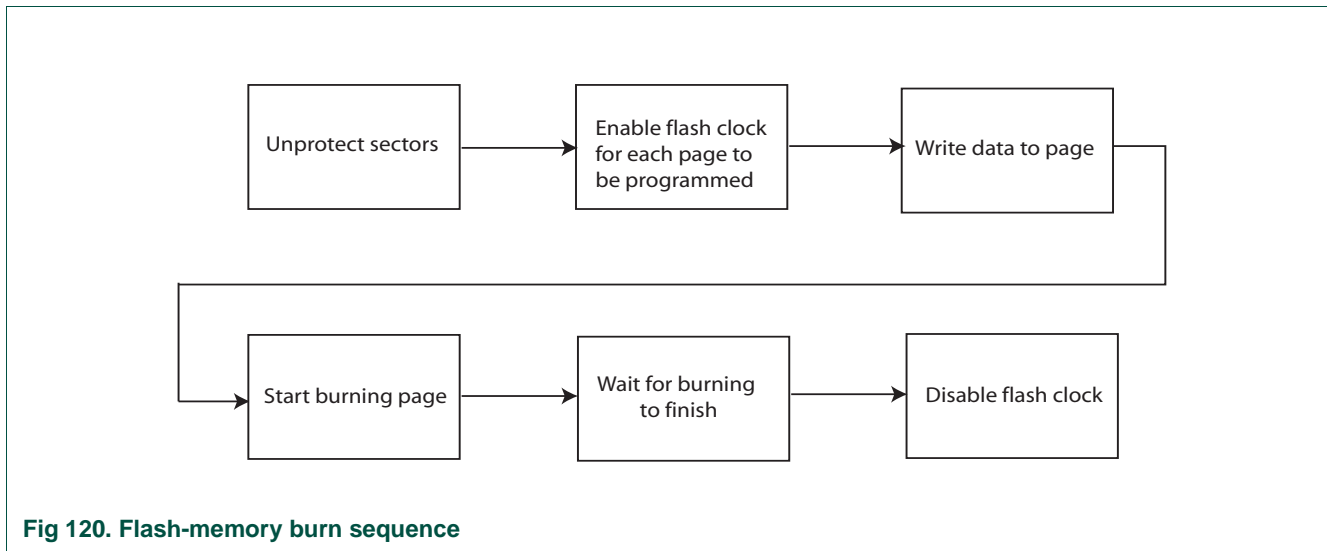 Unprotect sectors
Enable flash clock
for each page to
be programmed
Write data to page
Start burning page
Wait for burning
to finish
Disable flash clock
Fig 120. Flash-memory burn sequence